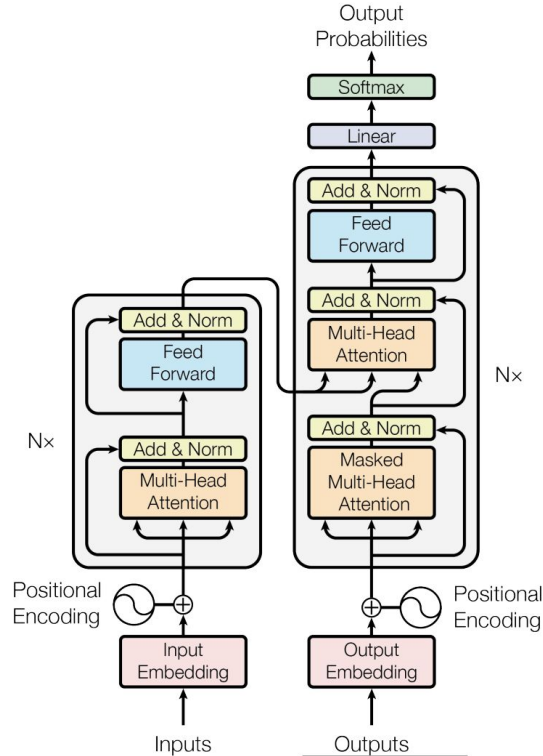 Output
Probabilities
Softmax
Linear
Add & Norm
Feed
Forward
Add & Norm
Multi-Head
Attention
N×
Add & Norm
Masked
Multi-Head
Attention
Add & Norm
Feed
Forward
N×
Add & Norm
Multi-Head
Attention
Positional
Encoding
Positional
Encoding
Input
Embedding
Output
Embedding
Inputs
Outputs